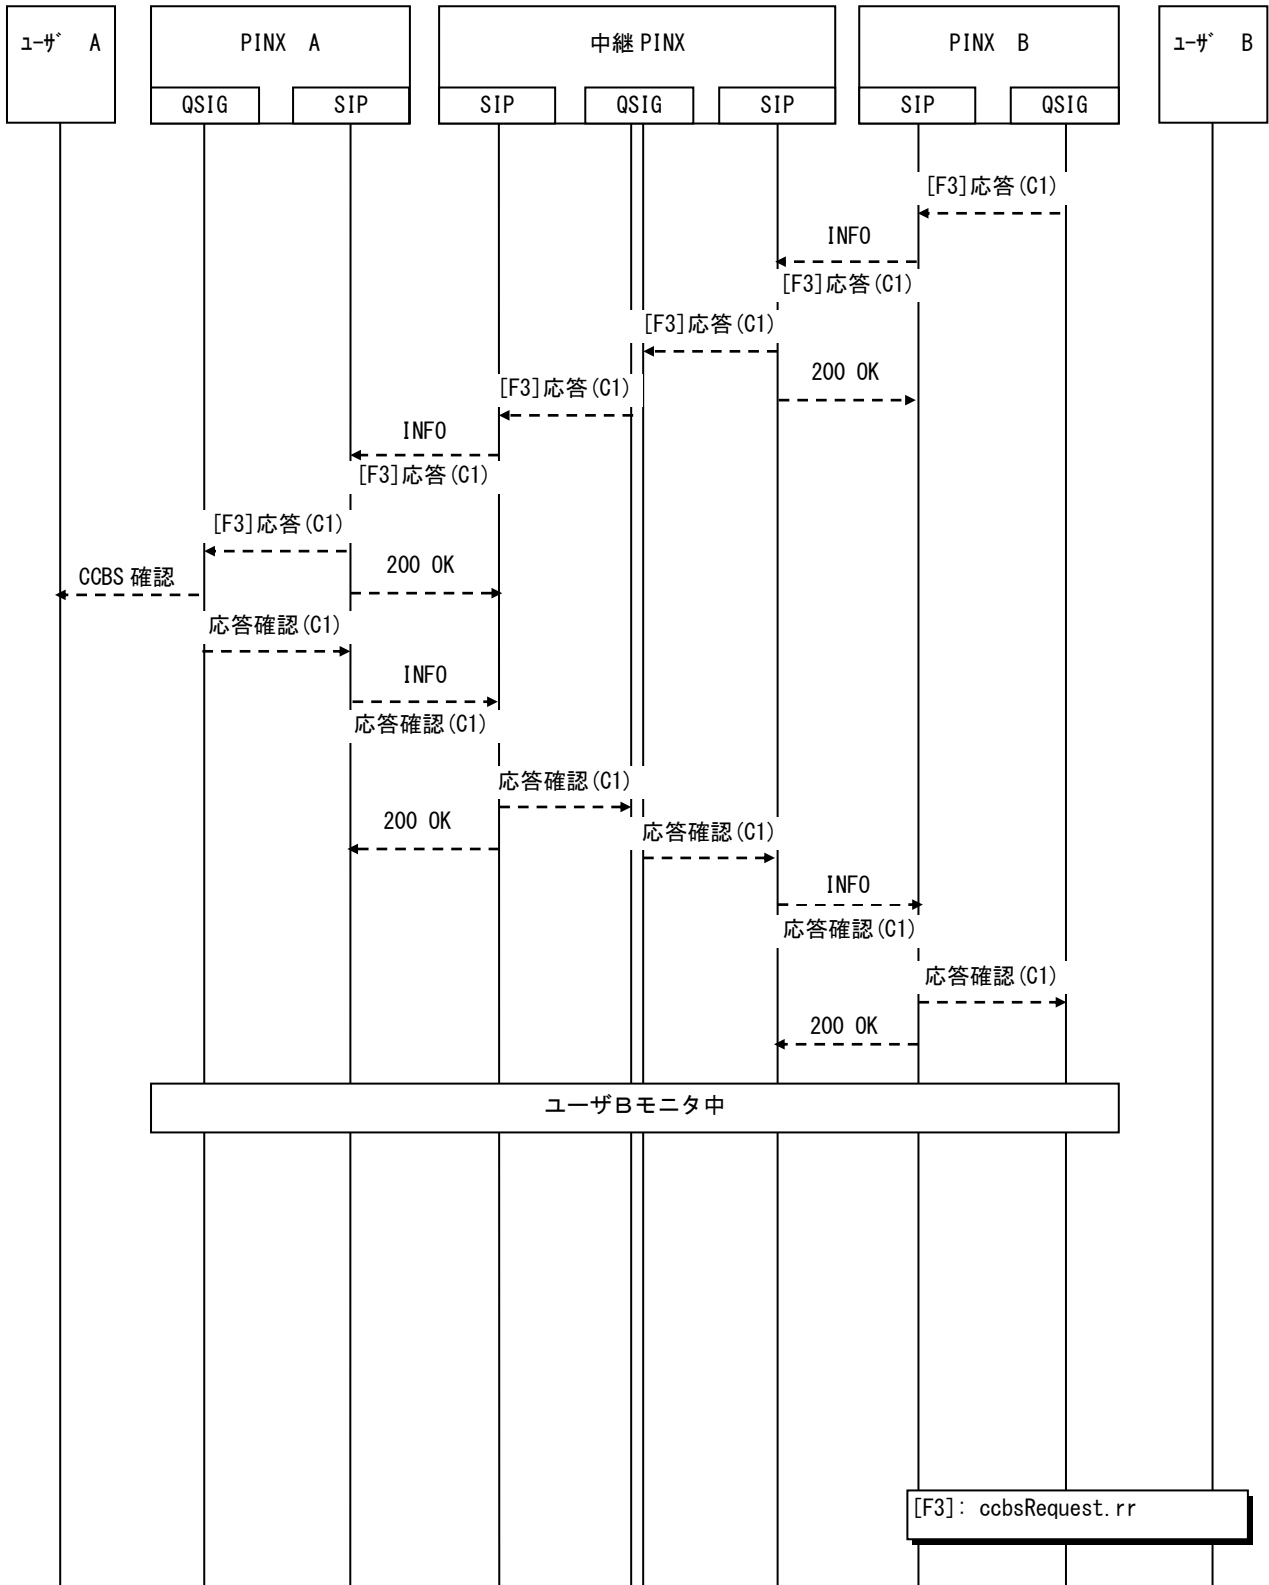 ﾕｰｻﾞ A
PINX A
中継PINX
PINX B
ﾕｰｻﾞ B
QSIG
SIP
SIP
QSIG
SIP
SIP
QSIG
[F3]応答(C1)
INFO
[F3]応答(C1)
[F3]応答(C1)
200 OK
[F3]応答(C1)
INFO
[F3]応答(C1)
[F3]応答(C1)
200 OK
CCBS 確認
応答確認(C1)
INFO
応答確認(C1)
応答確認(C1)
200 OK
応答確認(C1)
INFO
応答確認(C1)
応答確認(C1)
200 OK
ユーザＢモニタ中
[F3]: ccbsRequest.rr